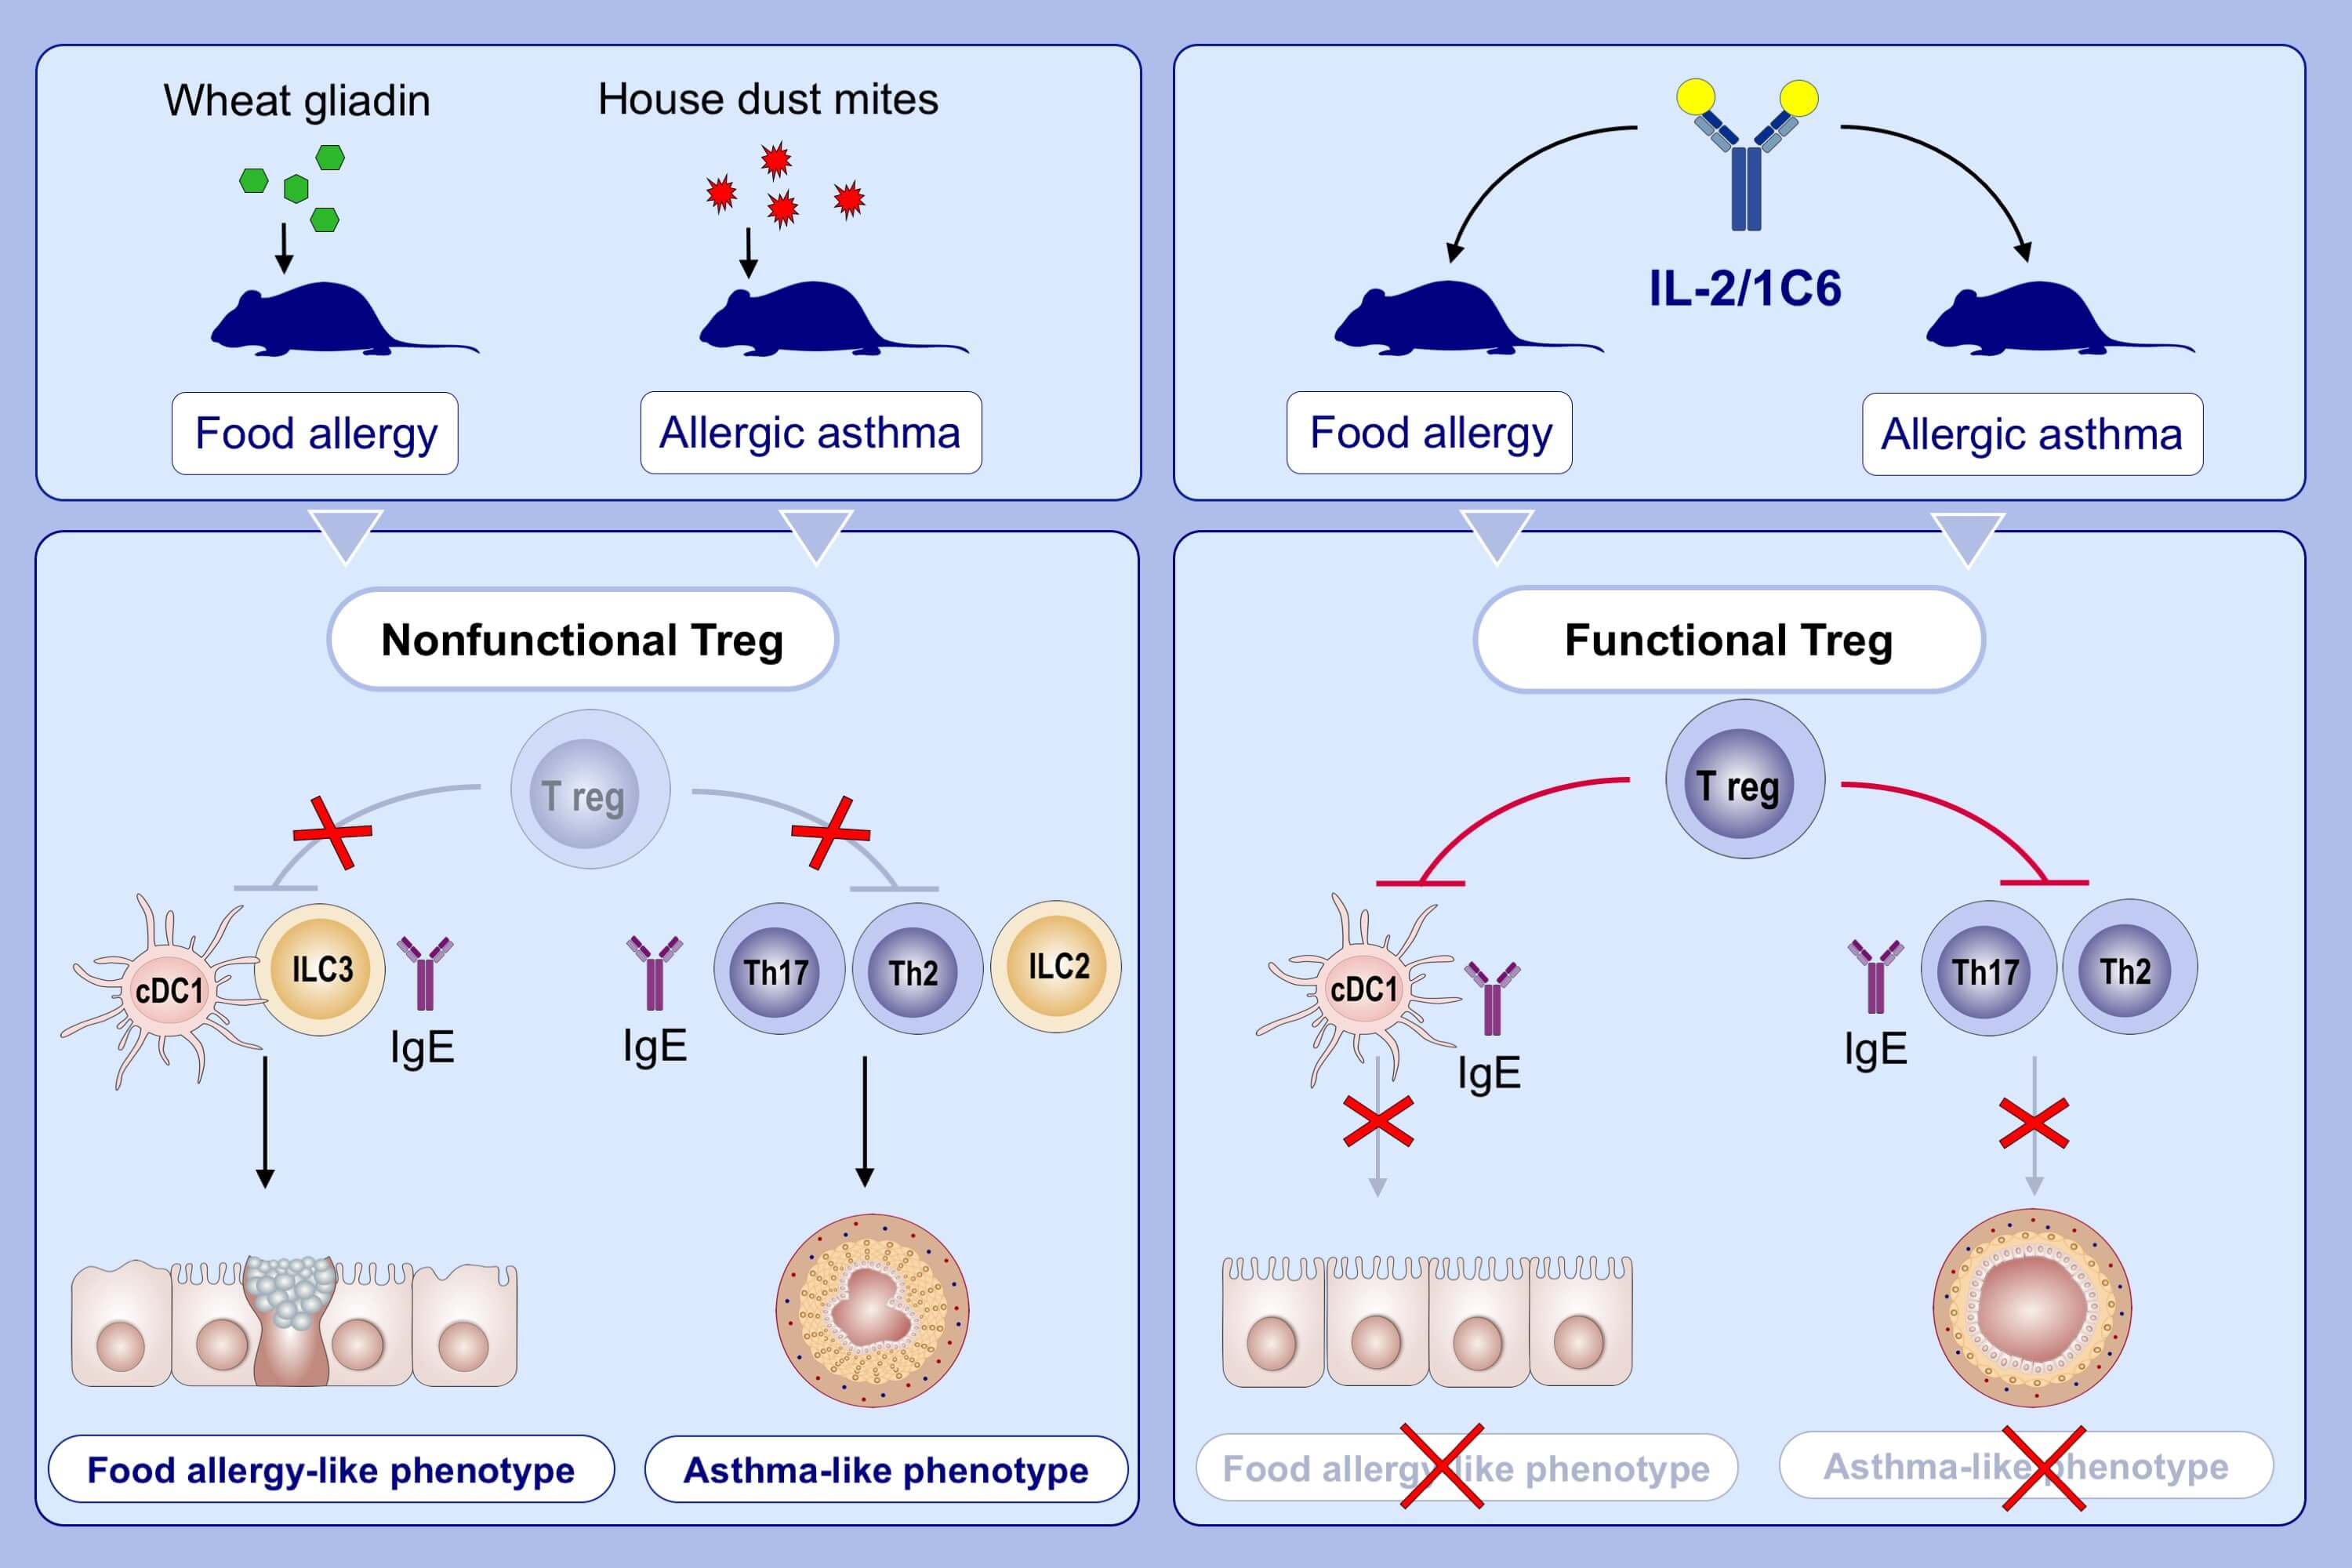 Wheat gliadin
House dust mites
Food allergy
Allergic asthma
IL-2/1C6
Food allergy
Allergic asthma
Nonfunctional Treg
T reg
cDC1
ILC3
IgE
IgE
Th17
Th2
ILC2
Food allergy-like phenotype
Asthma-like phenotype
Functional Treg
T reg
cDC1
IgE
IgE
Th17
Th2
Food allergy-like phenotype
Asthma-like phenotype